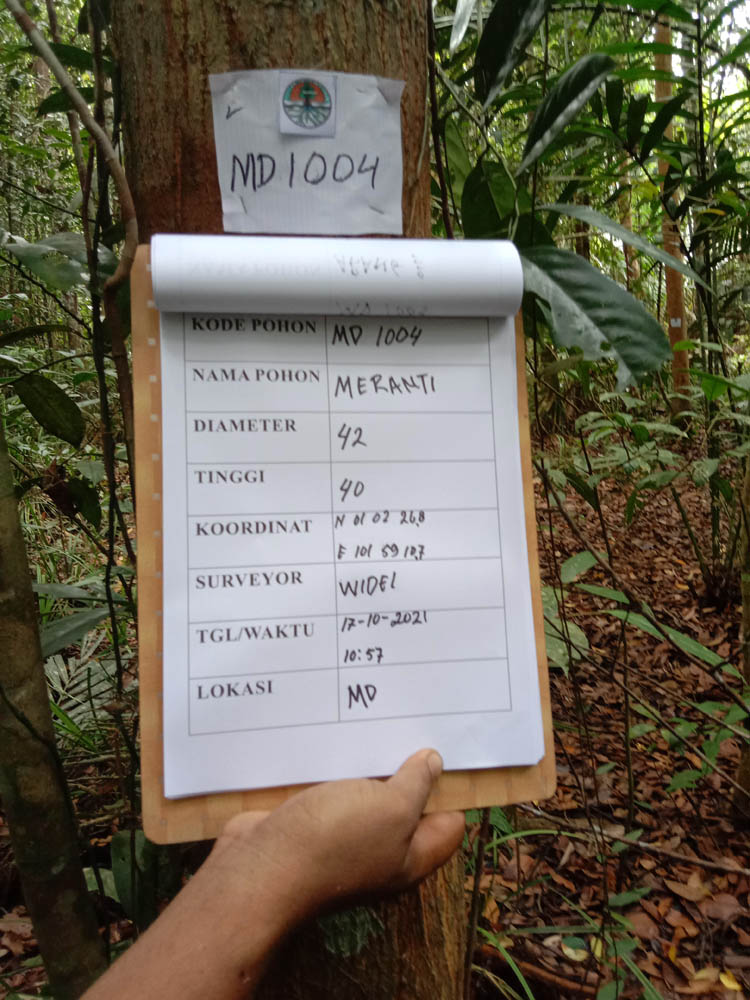 MD 1004
KODE POHON MD 1004
NAMA POHON MERANTI
DIAMETER 42
TINGGI 40
KOORDINAT N 01 02 26,8
E 101 59 10,7
SURVEYOR WIDEL
TGL/WAKTU 17-10-2021
10:57
LOKASI MD